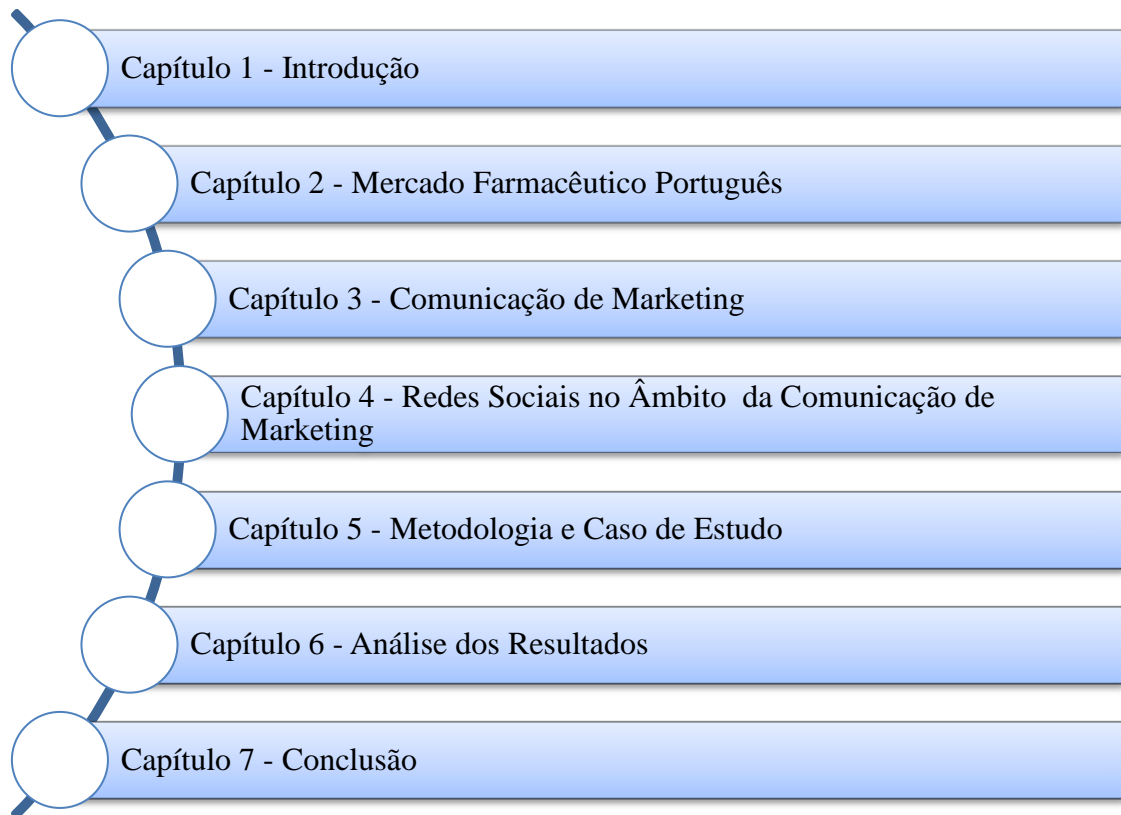 Capítulo 1 - Introdução
Capítulo 2 - Mercado Farmacêutico Português
Capítulo 3 - Comunicação de Marketing
Capítulo 4 - Redes Sociais no Âmbito  da Comunicação de
Marketing
Capítulo 5 - Metodologia e Caso de Estudo
Capítulo 6 - Análise dos Resultados
Capítulo 7 - Conclusão